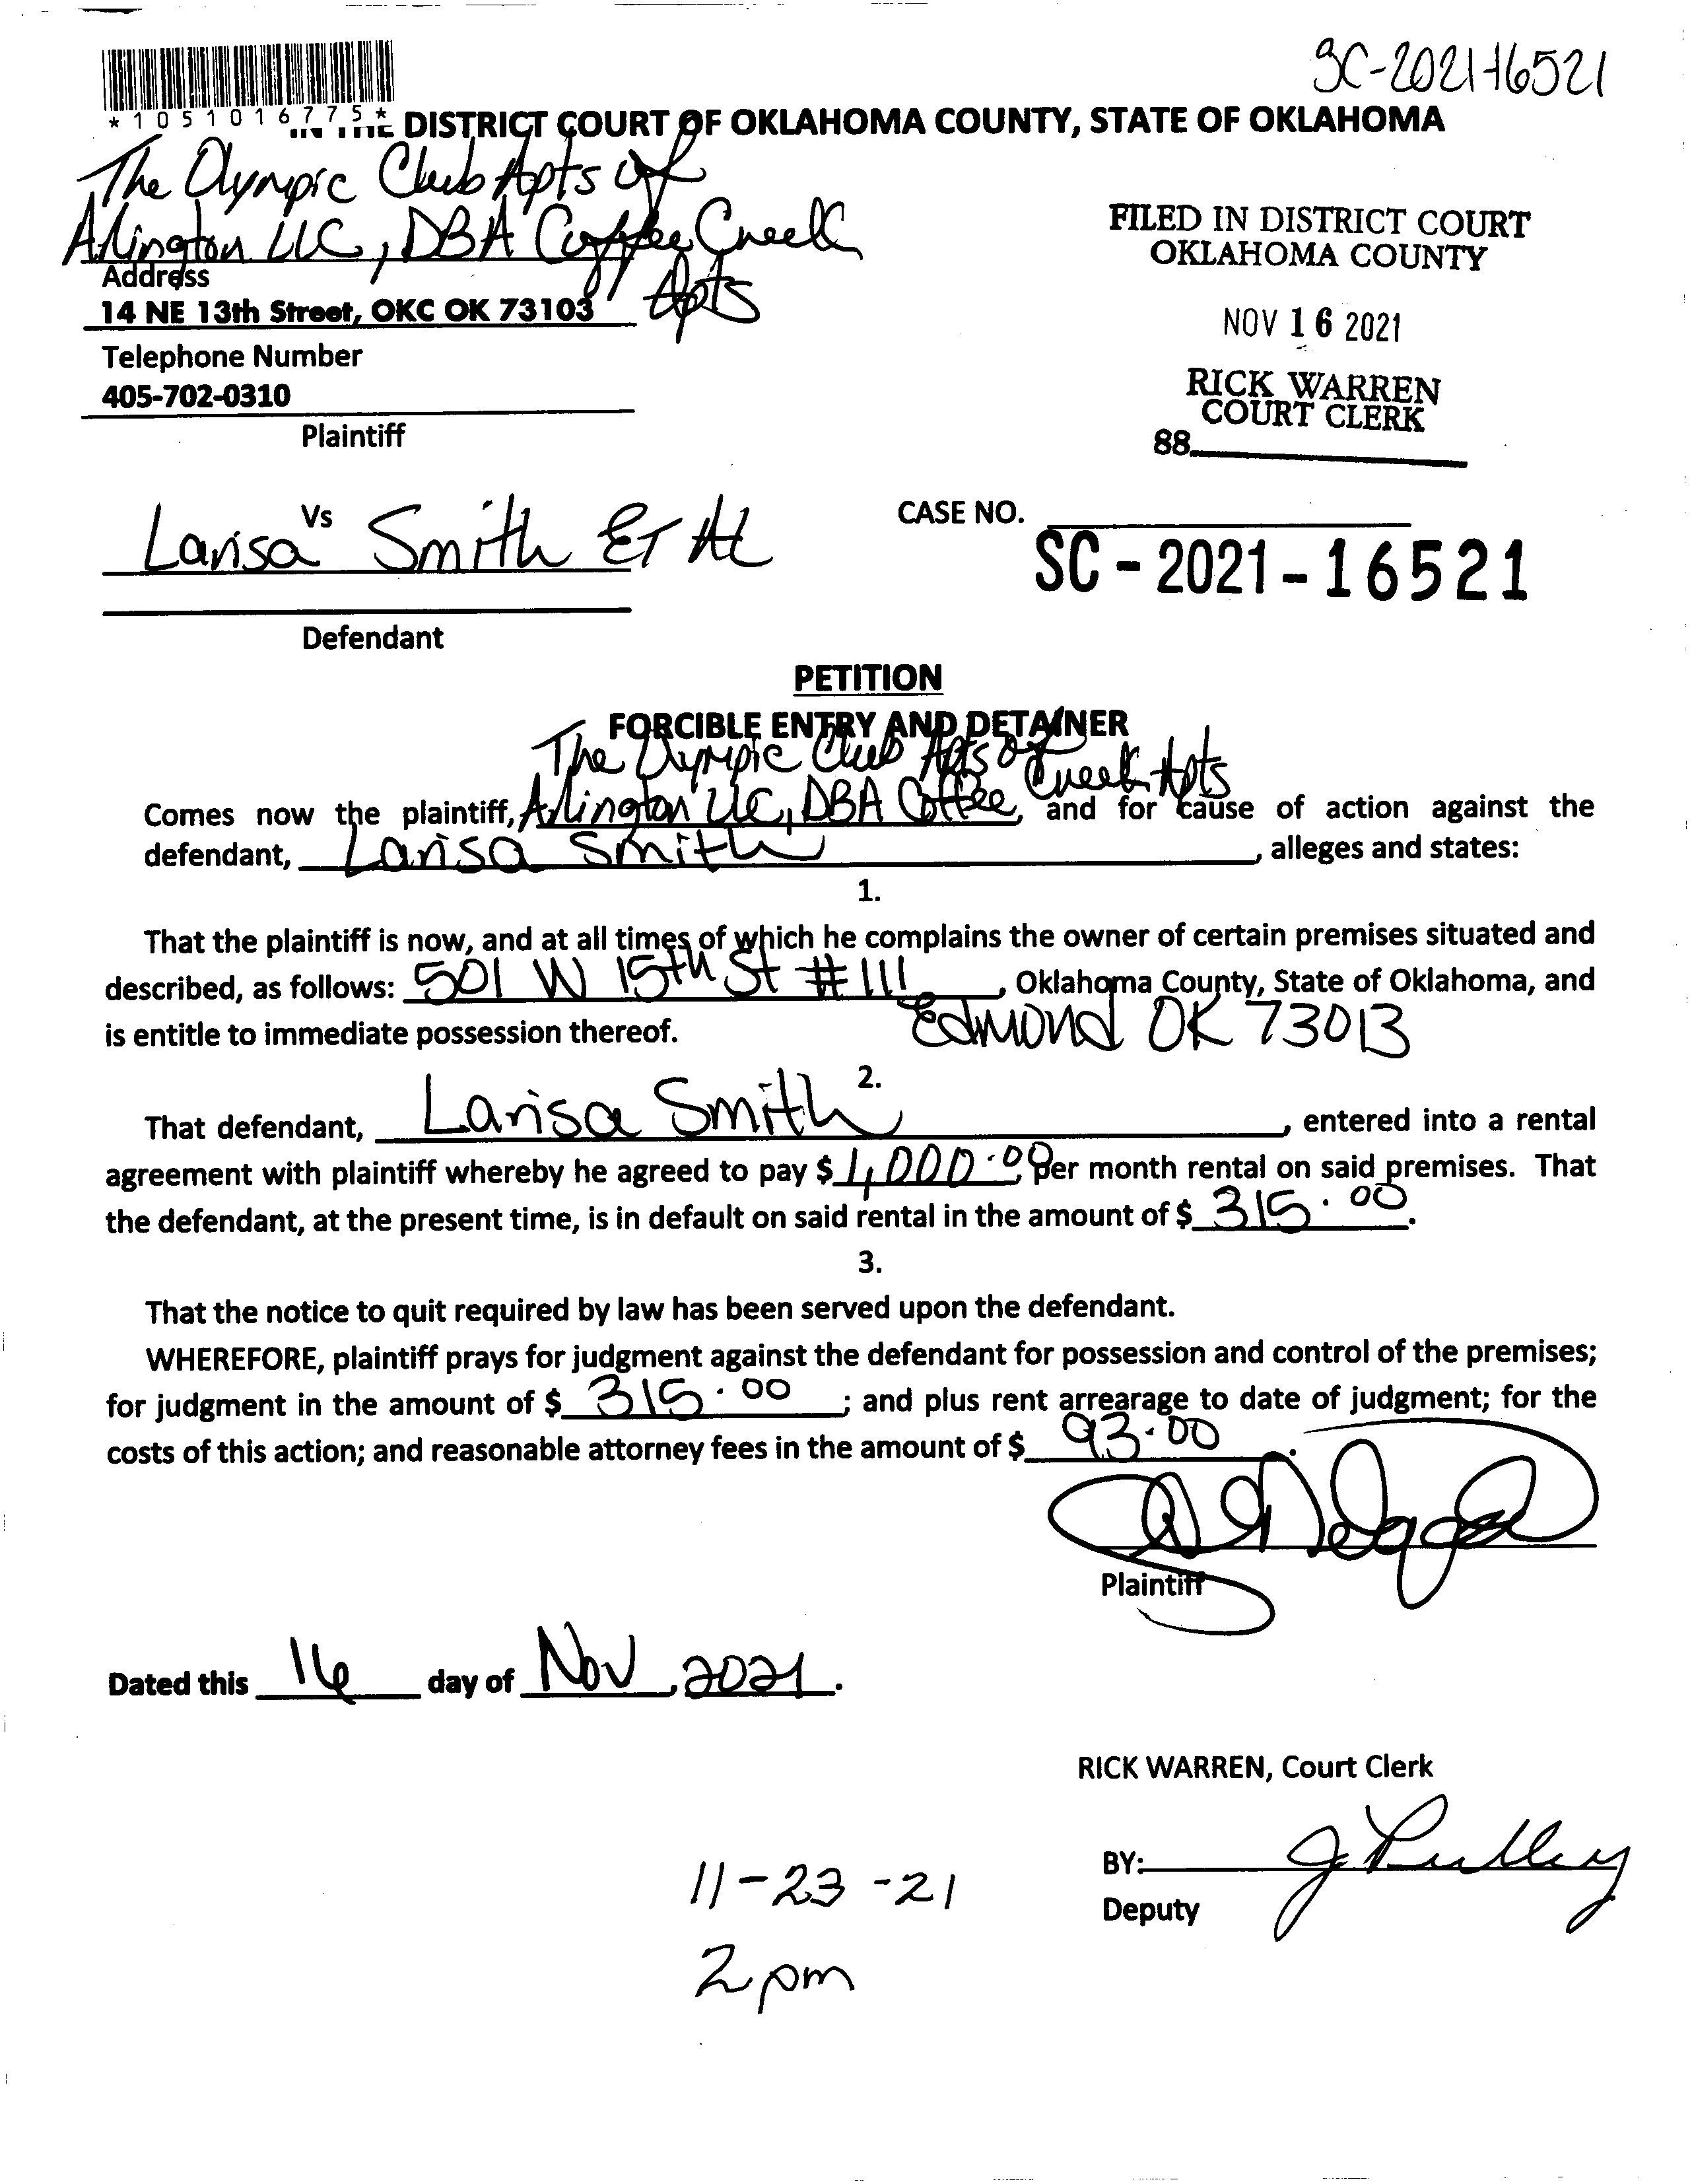 SC-2021-16521
*1051016775*
IN THE DISTRICT COURT OF OKLAHOMA COUNTY, STATE OF OKLAHOMA
The Olympic Club Apts of
Arlington LLC, DBA Coffee Creek
Apts
Address
14 NE 13th Street, OKC OK 73103
Telephone Number
405-702-0310
Plaintiff
FILED IN DISTRICT COURT
OKLAHOMA COUNTY
NOV 16 2021
RICK WARREN
COURT CLERK
88
Vs
Larisa Smith ET AL
Defendant
CASE NO.
SC-2021-16521
PETITION
FORCIBLE ENTRY AND DETAINER
The Olympic Club Apts of
Comes now the plaintiff, Arlington LLC, DBA Coffee Creek Apts, and for cause of action against the
defendant, Larisa Smith, alleges and states:
1.
That the plaintiff is now, and at all times of which he complains the owner of certain premises situated and
described, as follows: 501 W 15th St #111, Oklahoma County, State of Oklahoma, and
is entitle to immediate possession thereof. Edmond OK 73013
2.
That defendant, Larisa Smith, entered into a rental
agreement with plaintiff whereby he agreed to pay $ 1,000.00 per month rental on said premises. That
the defendant, at the present time, is in default on said rental in the amount of $ 315.00.
3.
That the notice to quit required by law has been served upon the defendant.
WHEREFORE, plaintiff prays for judgment against the defendant for possession and control of the premises;
for judgment in the amount of $ 315.00; and plus rent arrearage to date of judgment; for the
costs of this action; and reasonable attorney fees in the amount of $ 93.00.
Plaintiff
Dated this 16 day of Nov, 2021.
RICK WARREN, Court Clerk
BY: J Pulley
Deputy
11-23-21
2pm